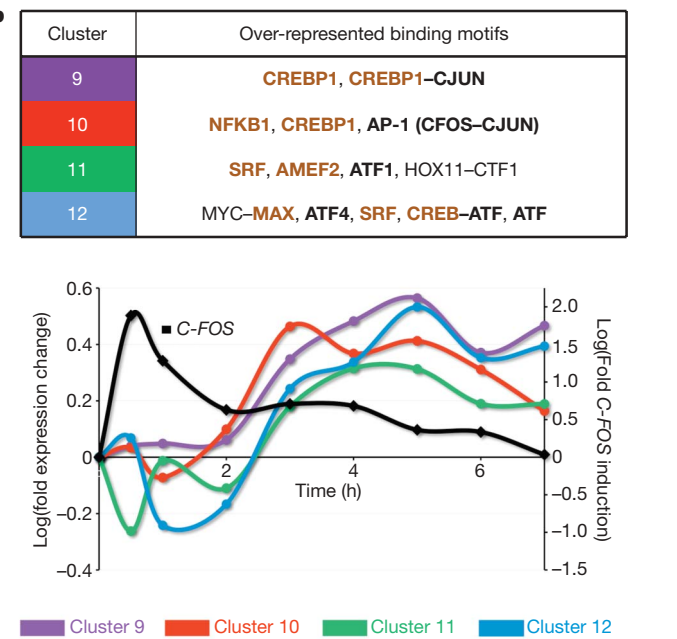 Cluster Over-represented binding motifs
9 CREBP1, CREBP1–CJUN
10 NFKB1, CREBP1, AP-1 (CFOS–CJUN)
11 SRF, AMEF2, ATF1, HOX11–CTF1
12 MYC–MAX, ATF4, SRF, CREB–ATF, ATF
Log(fold expression change)
0.6
0.4
0.2
0
−0.2
−0.4
C-FOS
2 4 6
Time (h)
2.0
1.5
1.0
0.5
0
−0.5
−1.0
−1.5
Log(Fold C-FOS induction)
Cluster 9 Cluster 10 Cluster 11 Cluster 12